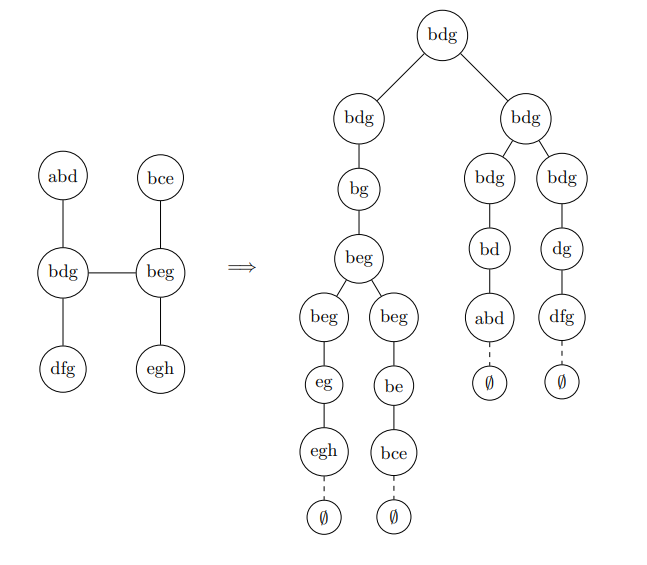 bdg
bdg bdg
abd bce bdg bdg
bg
bd dg
beg
bdg beg ⟹
beg beg abd dfg
dfg egh eg be ∅ ∅
egh bce
∅ ∅